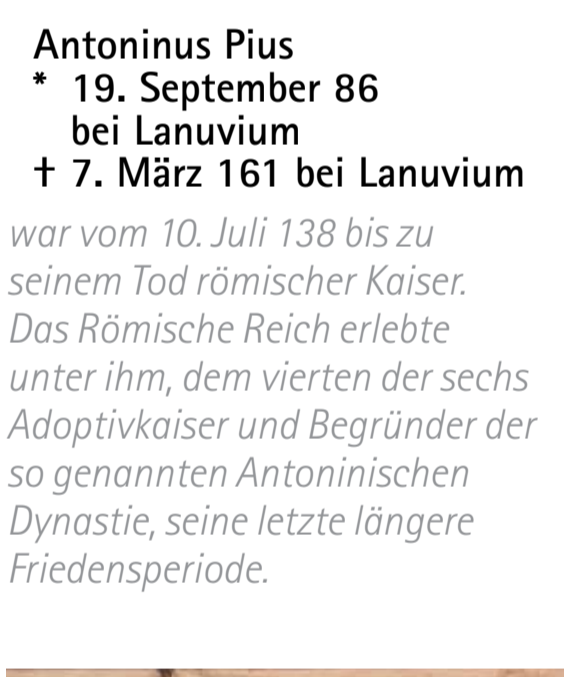 Antoninus Pius
* 19. September 86
bei Lanuvium
† 7. März 161 bei Lanuvium
war vom 10. Juli 138 bis zu
seinem Tod römischer Kaiser.
Das Römische Reich erlebte
unter ihm, dem vierten der sechs
Adoptivkaiser und Begründer der
so genannten Antoninischen
Dynastie, seine letzte längere
Friedensperiode.